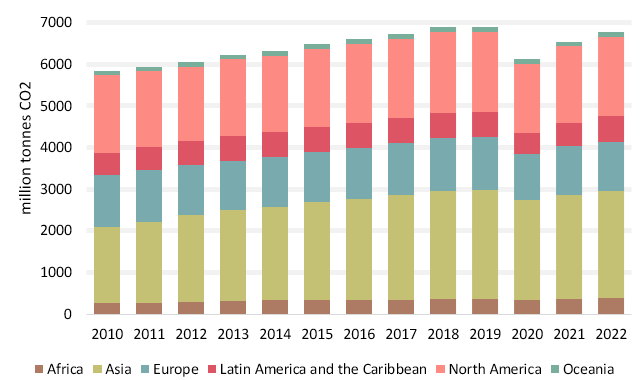 7000
6000
5000
4000
3000
2000
1000
0
million tonnes CO2
2010 2011 2012 2013 2014 2015 2016 2017 2018 2019 2020 2021 2022
Africa Asia Europe Latin America and the Caribbean North America Oceania